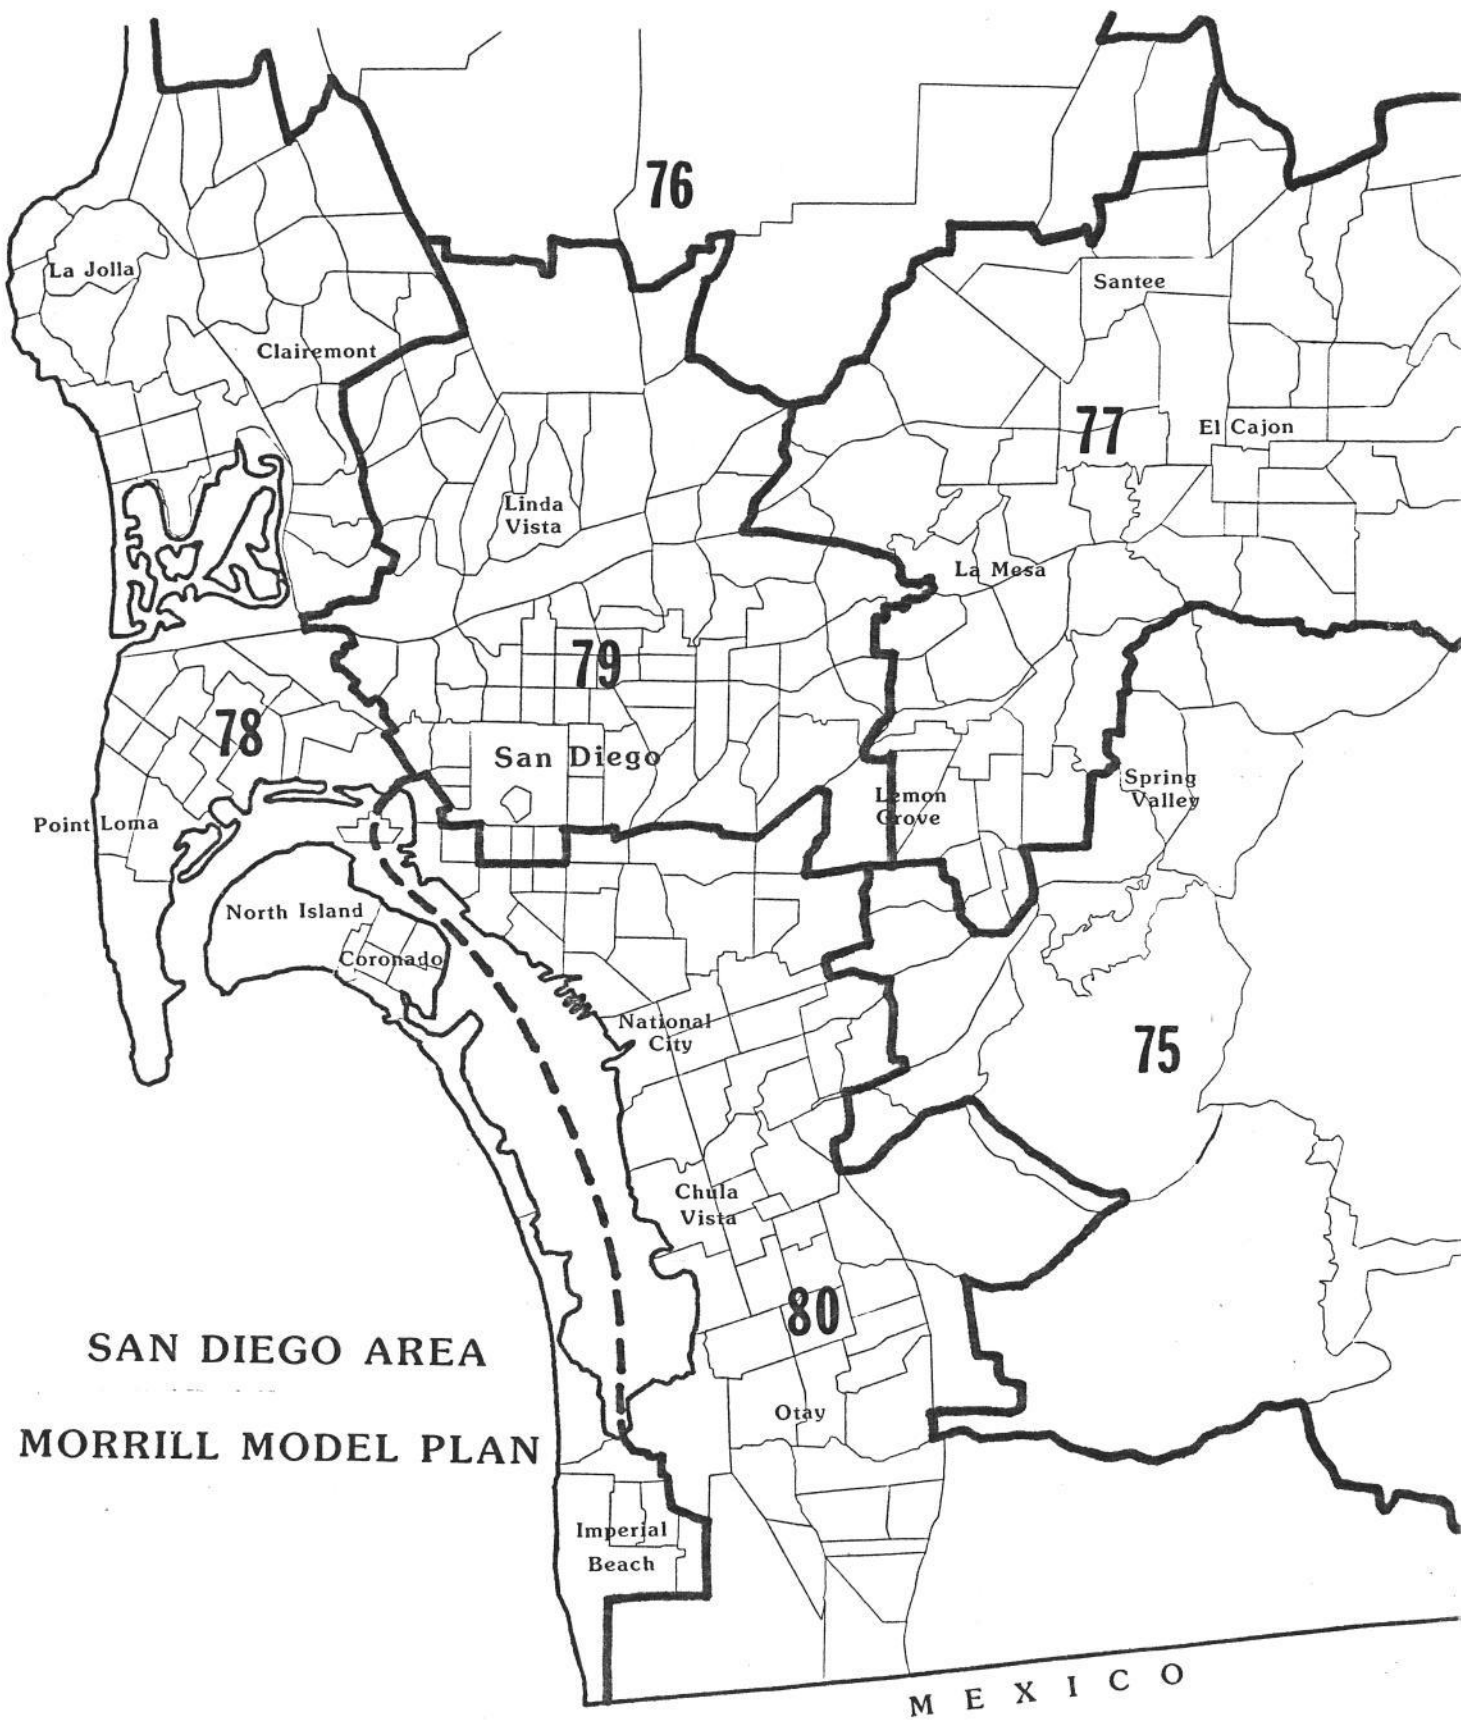 76
La Jolla
Santee
Clairemont
77
El Cajon
Linda
Vista
La Mesa
79
78
San Diego
Spring
Valley
Lemon
Grove
Point Loma
North Island
Coronado
National
City
75
Chula
Vista
80
SAN DIEGO AREA
MORRILL MODEL PLAN
Otay
Imperial
Beach
MEXICO